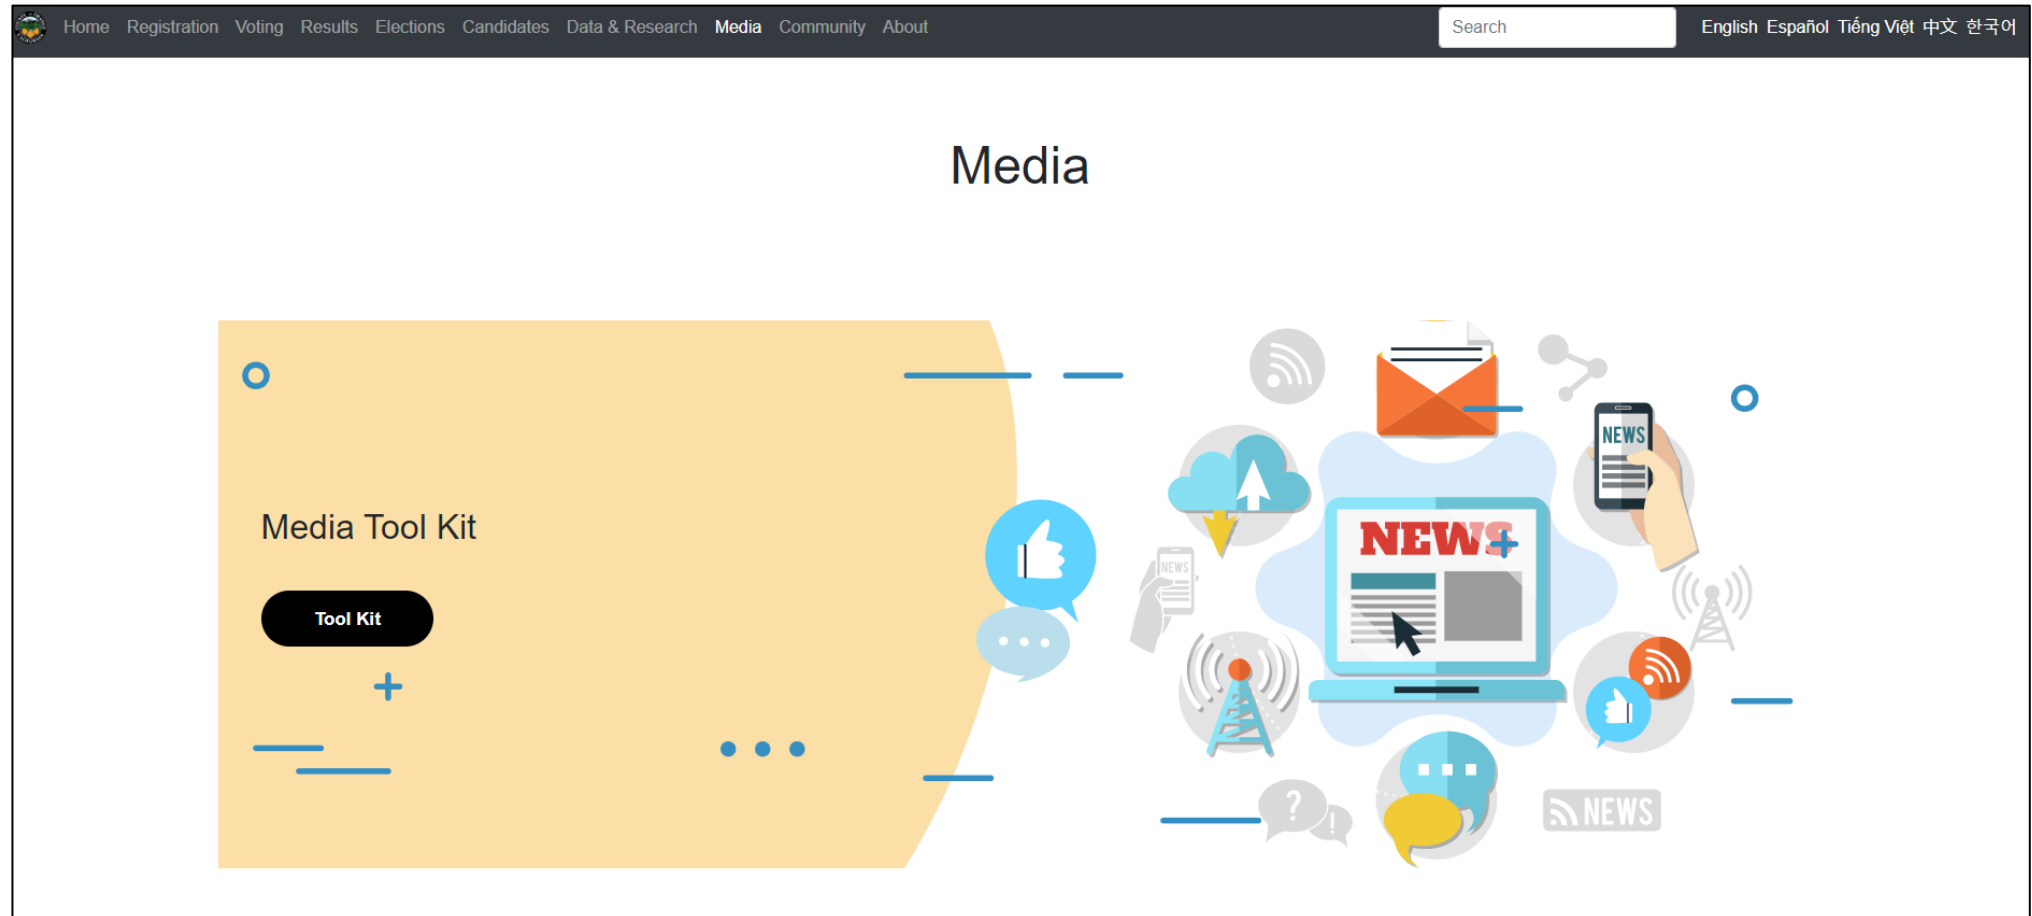 Home Registration Voting Results Elections Candidates Data & Research Media Community About Search English Español Tiếng Việt 中文 한국어
Media
NEWS
NEWS
NEWS
Media Tool Kit
Tool Kit
NEWS